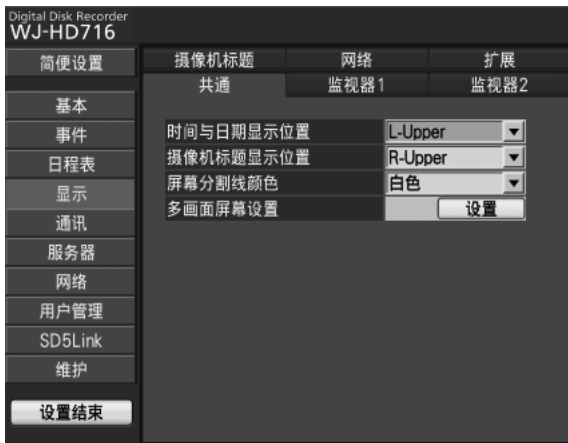 Digital Disk Recorder
WJ-HD716
简便设置
基本
事件
日程表
显示
通讯
服务器
网络
用户管理
SD5Link
维护
设置结束
摄像机标题 网络 扩展
共通 监视器1 监视器2
时间与日期显示位置 L-Upper
摄像机标题显示位置 R-Upper
屏幕分割线颜色 白色
多画面屏幕设置 设置